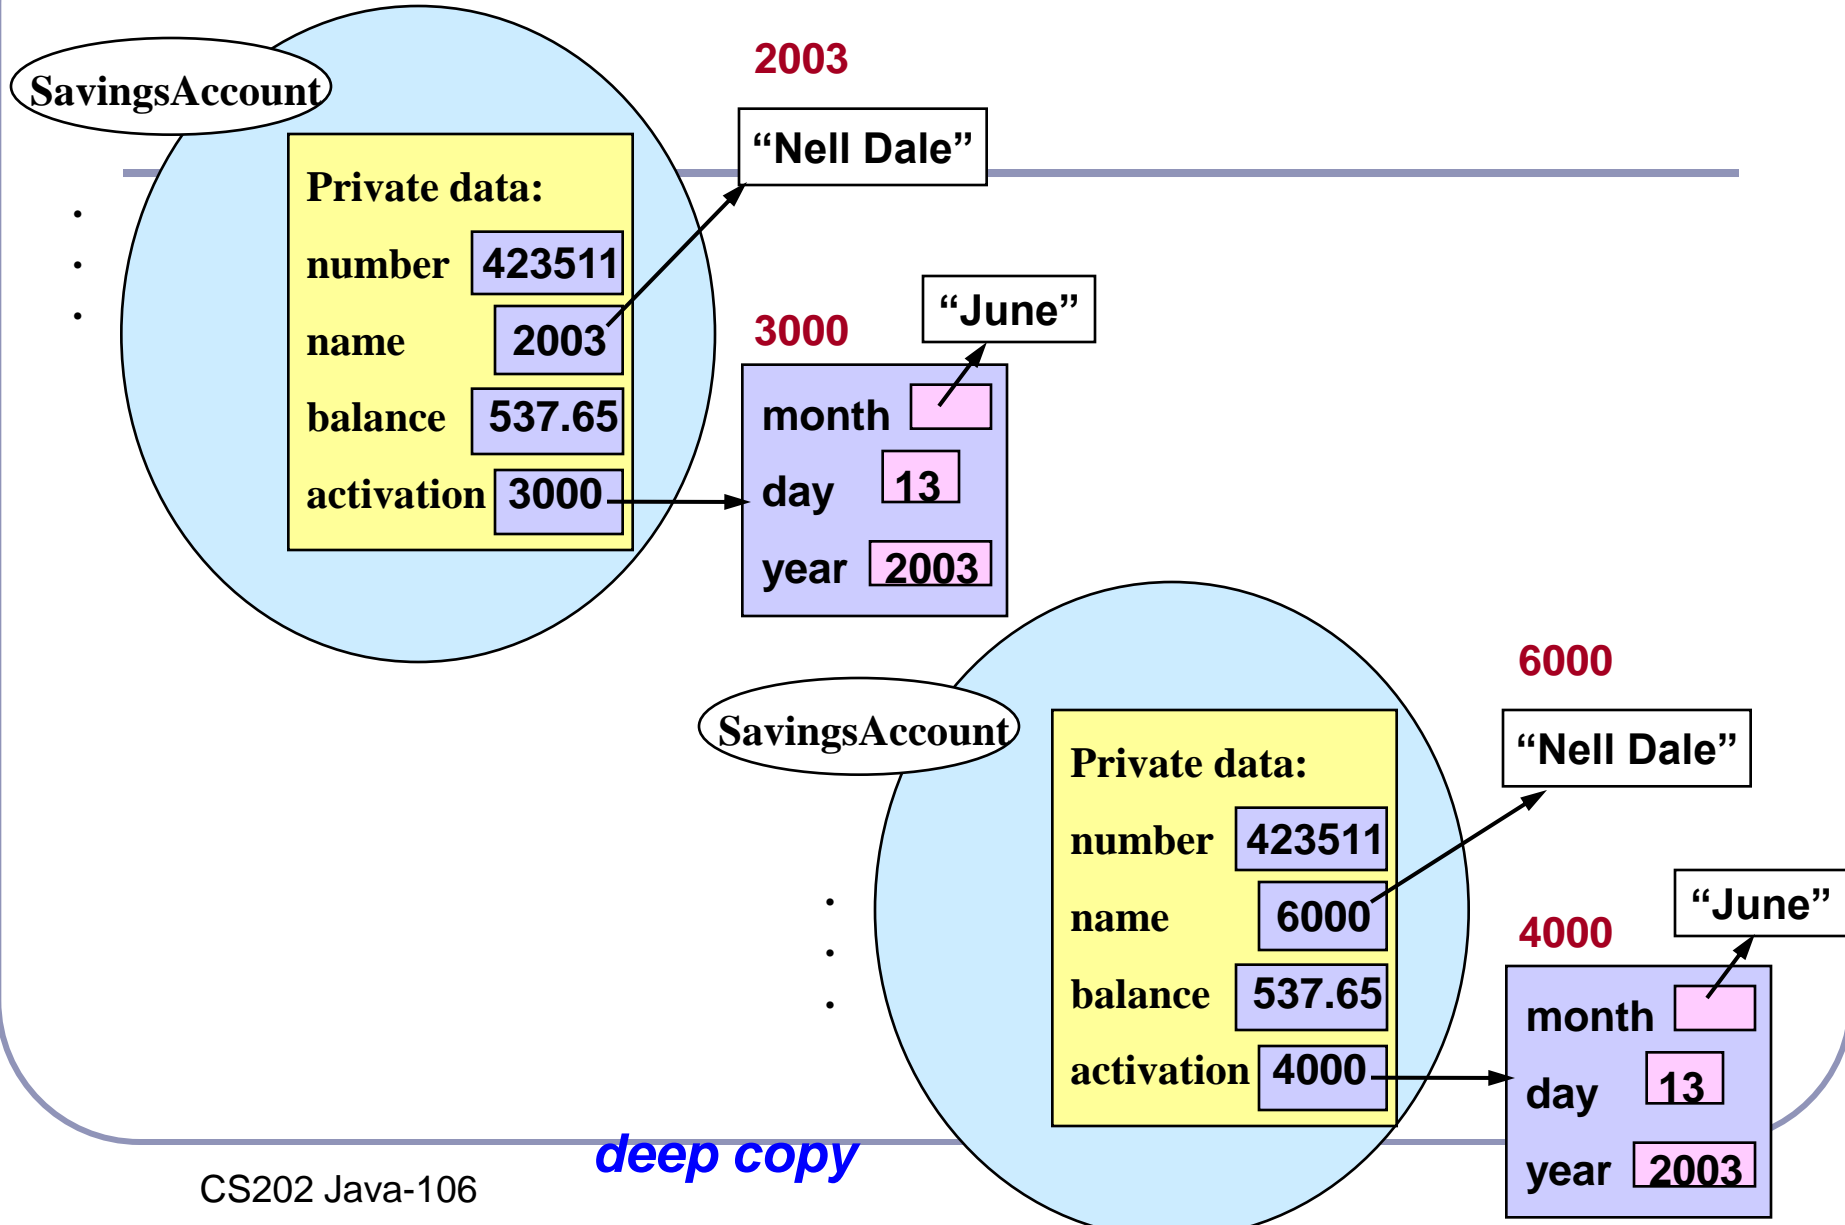 2003
SavingsAccount
“Nell Dale”
Private data:
number 423511
name 2003
balance 537.65
activation 3000
3000
“June”
month
day 13
year 2003
6000
SavingsAccount
“Nell Dale”
Private data:
number 423511
name 6000
balance 537.65
activation 4000
4000
“June”
month
day 13
year 2003
deep copy
CS202 Java-106